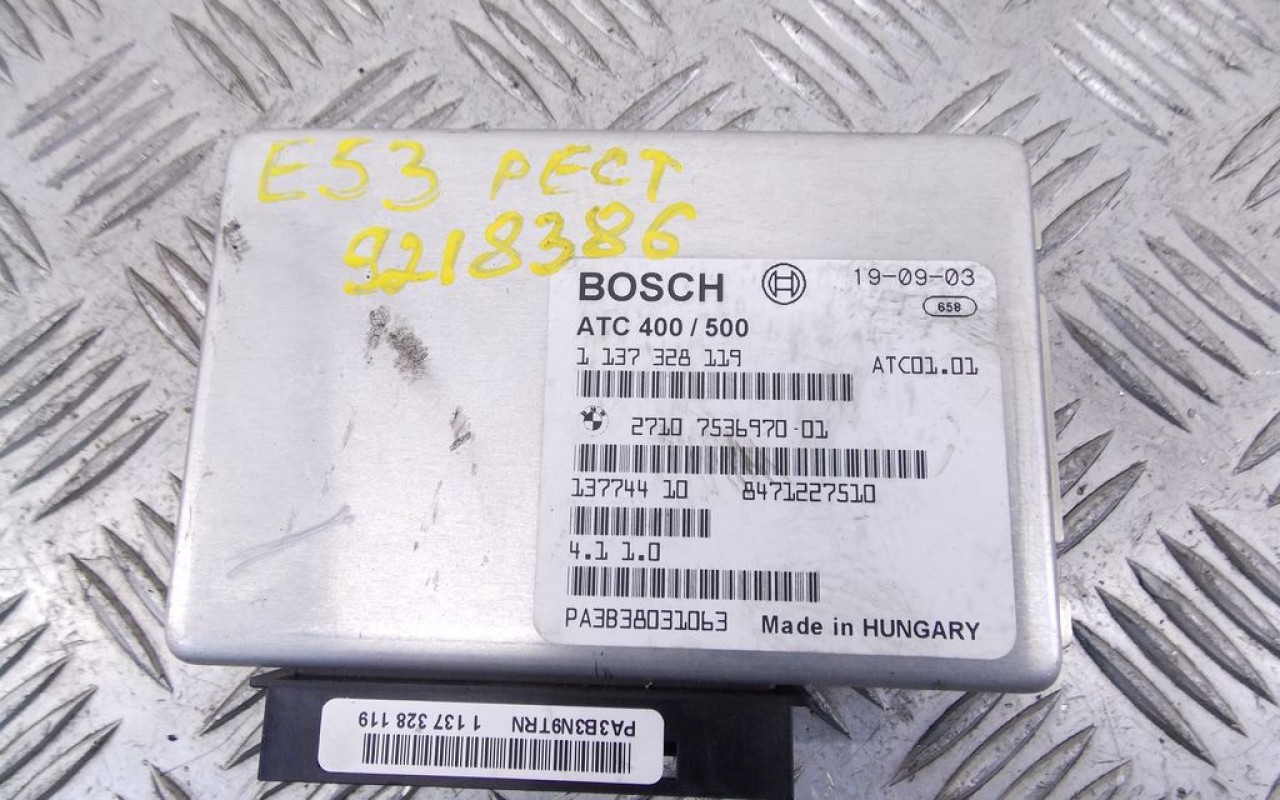 E53 РЕСТ
9218386
BOSCH 19-09-03
658
ATC 400 / 500
1 137 328 119 ATC01.01
2710 7536970-01
137744 10 8471227510
4.1 1.0
PA3B38031063 Made in HUNGARY
PA3B3N9TRN 1 137 328 119